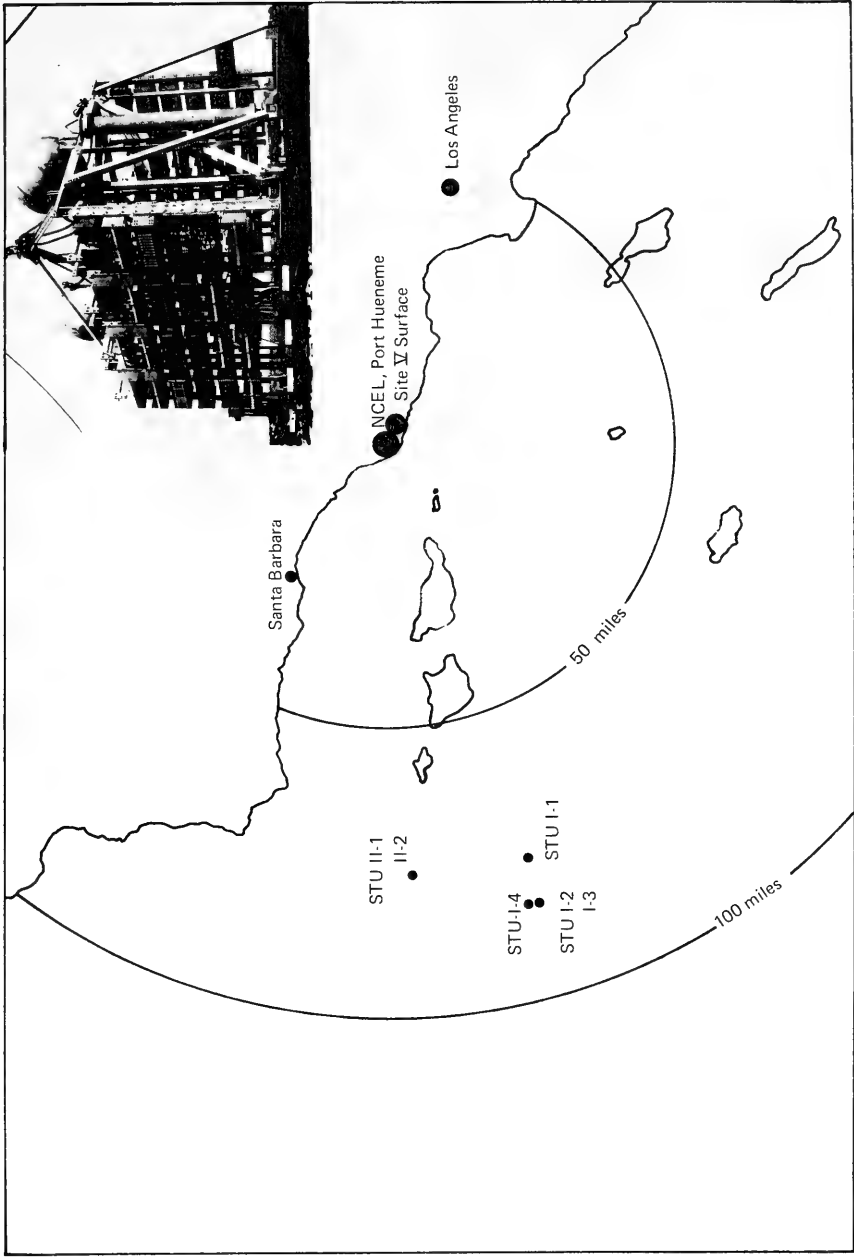 Los Angeles
NCEL, Port Hueneme
Site V Surface
Santa Barbara
50 miles
STU II-1
II-2
STU I-1
STU-I-4
STU I-2
I-3
100 miles